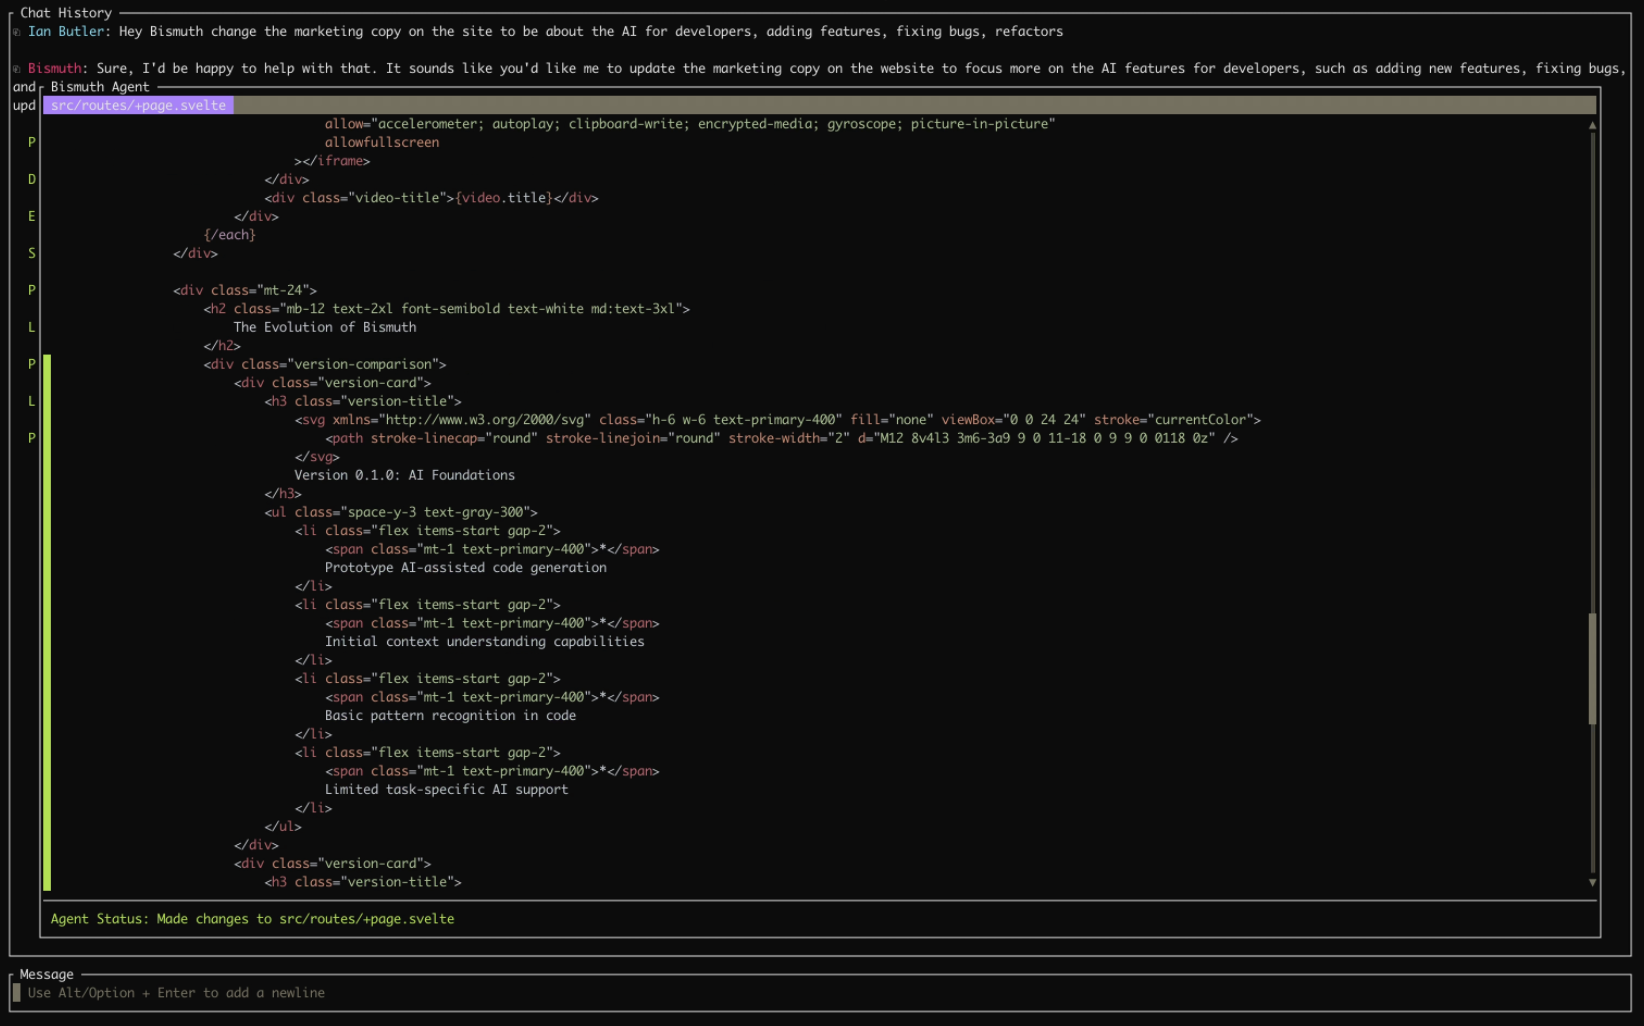 Chat History
Ian Butler: Hey Bismuth change the marketing copy on the site to be about the AI for developers, adding features, fixing bugs, refactors
Bismuth: Sure, I'd be happy to help with that. It sounds like you'd like me to update the marketing copy on the website to focus more on the AI features for developers, such as adding new features, fixing bugs,
and Bismuth Agent
upd src/routes/+page.svelte
allow="accelerometer; autoplay; clipboard-write; encrypted-media; gyroscope; picture-in-picture"
P allowfullscreen
></iframe>
D </div>
<div class="video-title">{video.title}</div>
E </div>
{/each}
S </div>
P <div class="mt-24">
<h2 class="mb-12 text-2xl font-semibold text-white md:text-3xl">
L The Evolution of Bismuth
</h2>
P <div class="version-comparison">
<div class="version-card">
L <h3 class="version-title">
<svg xmlns="http://www.w3.org/2000/svg" class="h-6 w-6 text-primary-400" fill="none" viewBox="0 0 24 24" stroke="currentColor">
P <path stroke-linecap="round" stroke-linejoin="round" stroke-width="2" d="M12 8v4l3 3m6-3a9 9 0 11-18 0 9 9 0 0118 0z" />
</svg>
Version 0.1.0: AI Foundations
</h3>
<ul class="space-y-3 text-gray-300">
<li class="flex items-start gap-2">
<span class="mt-1 text-primary-400">*</span>
Prototype AI-assisted code generation
</li>
<li class="flex items-start gap-2">
<span class="mt-1 text-primary-400">*</span>
Initial context understanding capabilities
</li>
<li class="flex items-start gap-2">
<span class="mt-1 text-primary-400">*</span>
Basic pattern recognition in code
</li>
<li class="flex items-start gap-2">
<span class="mt-1 text-primary-400">*</span>
Limited task-specific AI support
</li>
</ul>
</div>
<div class="version-card">
<h3 class="version-title">
Agent Status: Made changes to src/routes/+page.svelte
Message
Use Alt/Option + Enter to add a newline